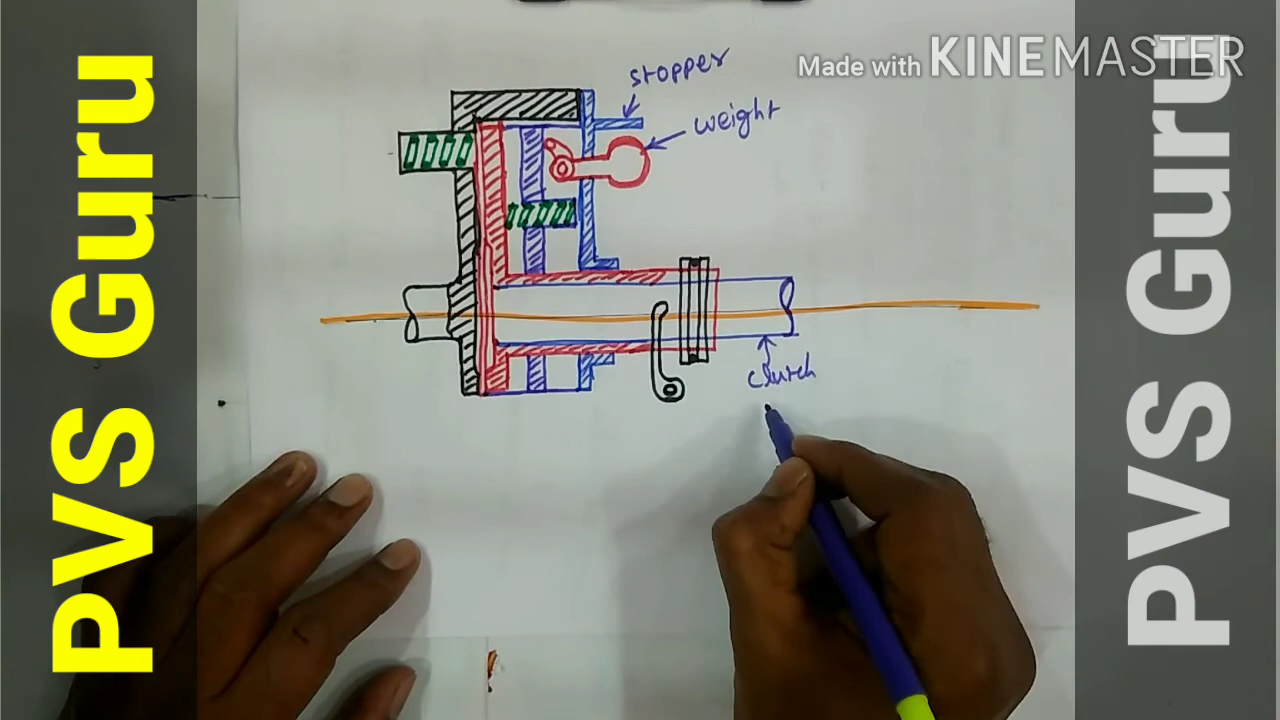 PVS Guru
Made with KINEMASTER
stopper
weight
clutch
PVS Guru